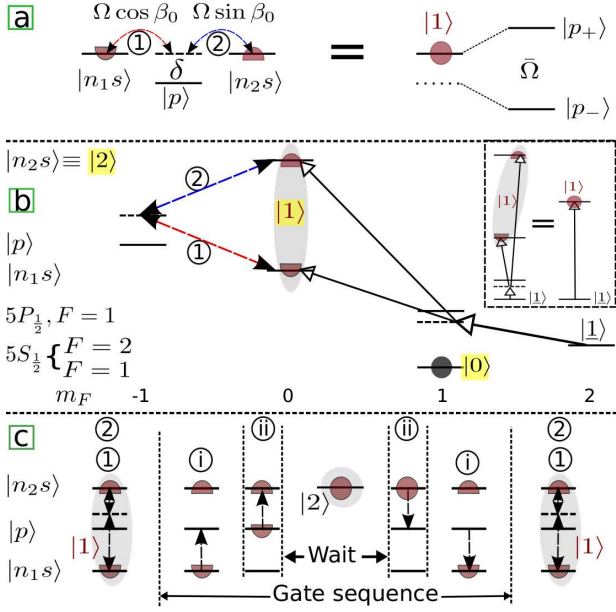 a
Ω cos β₀ Ω sin β₀
① ②
δ
|n₁s⟩ |p⟩ |n₂s⟩
=
|1⟩
|p₊⟩
Ω̄
|p₋⟩
b
|n₂s⟩≡ |2⟩
②
|1⟩
①
|p⟩
|n₁s⟩
5P₁/₂, F = 1
5S₁/₂ { F = 2
F = 1
|0⟩
|1̲⟩
m_F -1 0 1 2
|1⟩ = |1⟩
|1̲⟩ |1̲⟩
c
② ⅱ ⅱ ②
① ⅰ ⅰ ①
|n₂s⟩
|2⟩
|p⟩
|1⟩ |1⟩
Wait
|n₁s⟩
Gate sequence